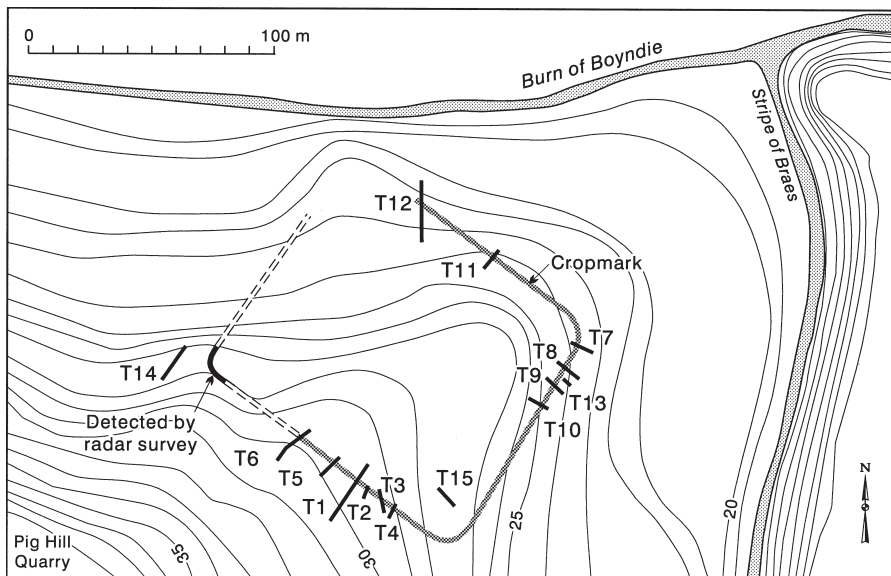 0
100 m
Burn of Boyndie
Stripe of Braes
T12
T11
Cropmark
T7
T8
T9
T13
T10
T14
Detected by
radar survey
T6
T5
T15
T3
T1
T2
T4
N
20
25
30
35
Pig Hill
Quarry